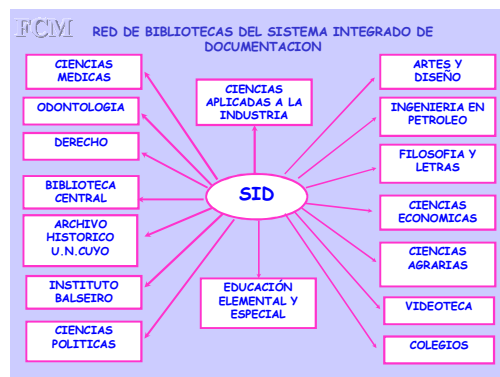 FCM
RED DE BIBLIOTECAS DEL SISTEMA INTEGRADO DE
DOCUMENTACION
CIENCIAS
MEDICAS
ODONTOLOGIA
DERECHO
BIBLIOTECA
CENTRAL
ARCHIVO
HISTORICO
U.N.CUYO
INSTITUTO
BALSEIRO
CIENCIAS
POLITICAS
CIENCIAS
APLICADAS A LA
INDUSTRIA
SID
EDUCACIÓN
ELEMENTAL Y
ESPECIAL
ARTES Y
DISEÑO
INGENIERIA EN
PETROLEO
FILOSOFIA Y
LETRAS
CIENCIAS
ECONOMICAS
CIENCIAS
AGRARIAS
VIDEOTECA
COLEGIOS